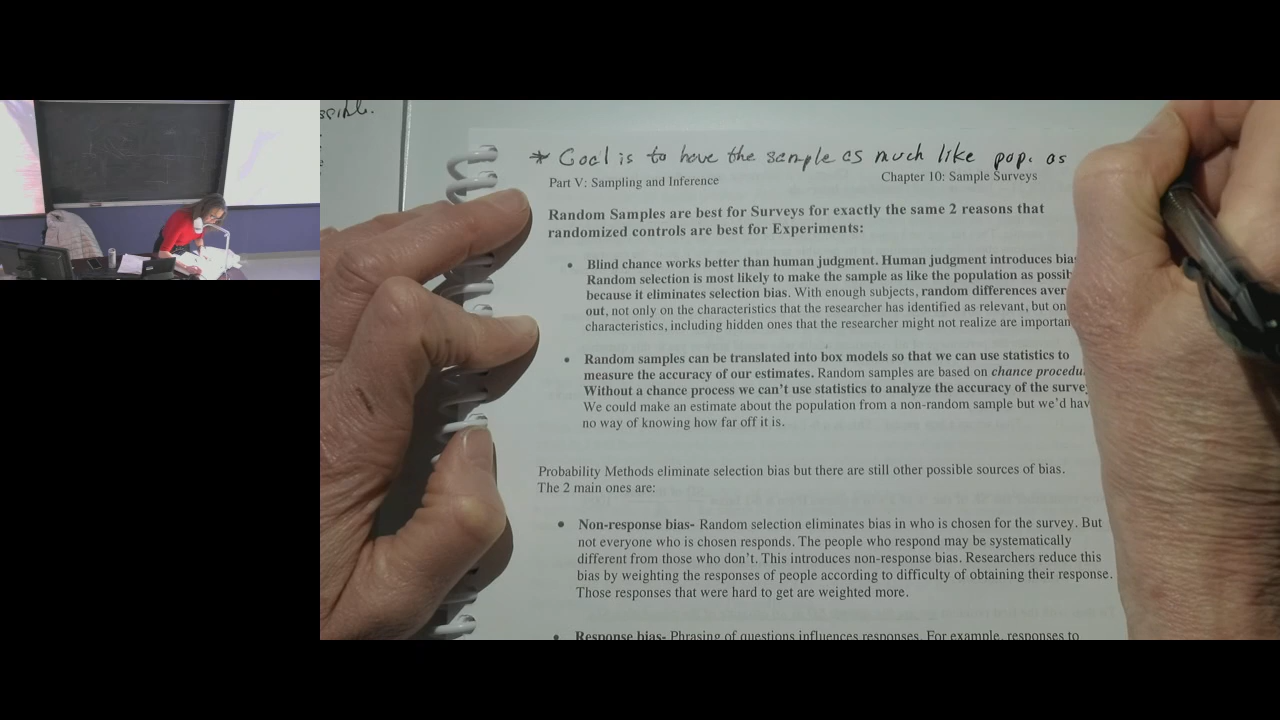 ssible.
* Goal is to have the sample as much like pop. as
Part V: Sampling and Inference Chapter 10: Sample Surveys
Random Samples are best for Surveys for exactly the same 2 reasons that
randomized controls are best for Experiments:
• Blind chance works better than human judgment. Human judgment introduces bia
Random selection is most likely to make the sample as like the population as possib
because it eliminates selection bias. With enough subjects, random differences aver
out, not only on the characteristics that the researcher has identified as relevant, but on
characteristics, including hidden ones that the researcher might not realize are importan
• Random samples can be translated into box models so that we can use statistics to
measure the accuracy of our estimates. Random samples are based on chance procedu
Without a chance process we can't use statistics to analyze the accuracy of the surve
We could make an estimate about the population from a non-random sample but we'd hav
no way of knowing how far off it is.
Probability Methods eliminate selection bias but there are still other possible sources of bias.
The 2 main ones are:
• Non-response bias- Random selection eliminates bias in who is chosen for the survey. But
not everyone who is chosen responds. The people who respond may be systematically
different from those who don't. This introduces non-response bias. Researchers reduce this
bias by weighting the responses of people according to difficulty of obtaining their response.
Those responses that were hard to get are weighted more.
• Response bias- Phrasing of questions influences responses. For example, responses to